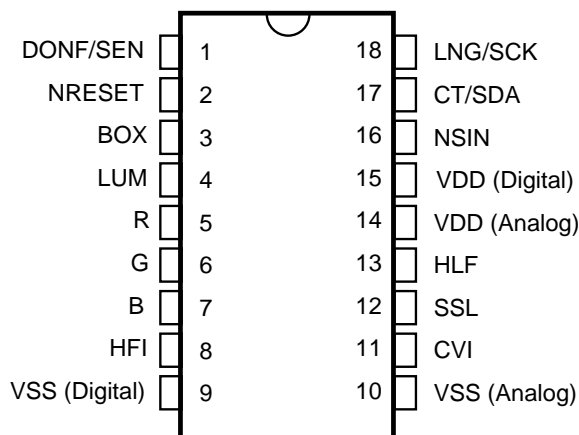 DONF/SEN 1 18 LNG/SCK
NRESET 2 17 CT/SDA
BOX 3 16 NSIN
LUM 4 15 VDD (Digital)
R 5 14 VDD (Analog)
G 6 13 HLF
B 7 12 SSL
HFI 8 11 CVI
VSS (Digital) 9 10 VSS (Analog)